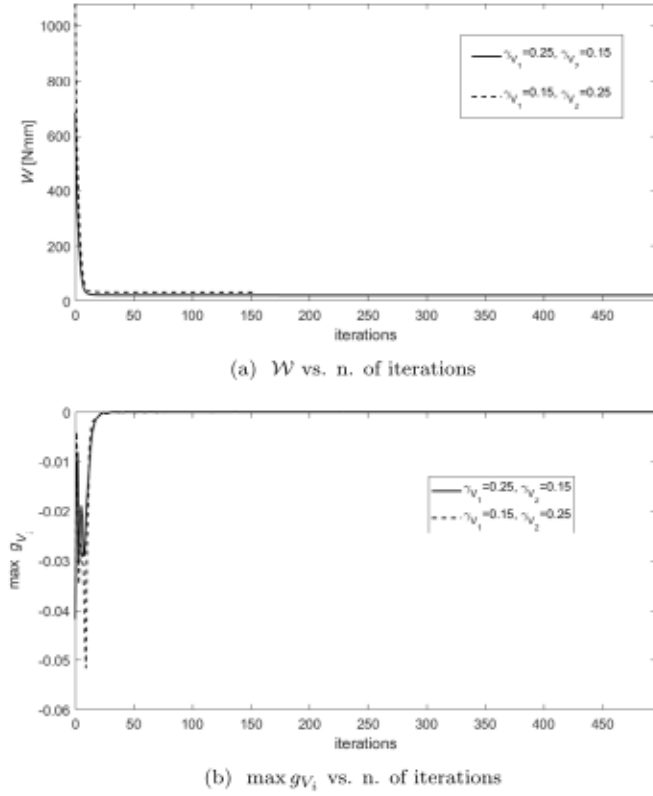 1000
800
600
400
200
0
W [Nmm]
γV1=0.25, γV2=0.15
γV1=0.15, γV2=0.25
0 50 100 150 200 250 300 350 400 450
iterations
(a) W vs. n. of iterations
0
-0.01
-0.02
-0.03
-0.04
-0.05
-0.06
max gVi
γV1=0.25, γV2=0.15
γV1=0.15, γV2=0.25
0 50 100 150 200 250 300 350 400 450
iterations
(b) max gVi vs. n. of iterations